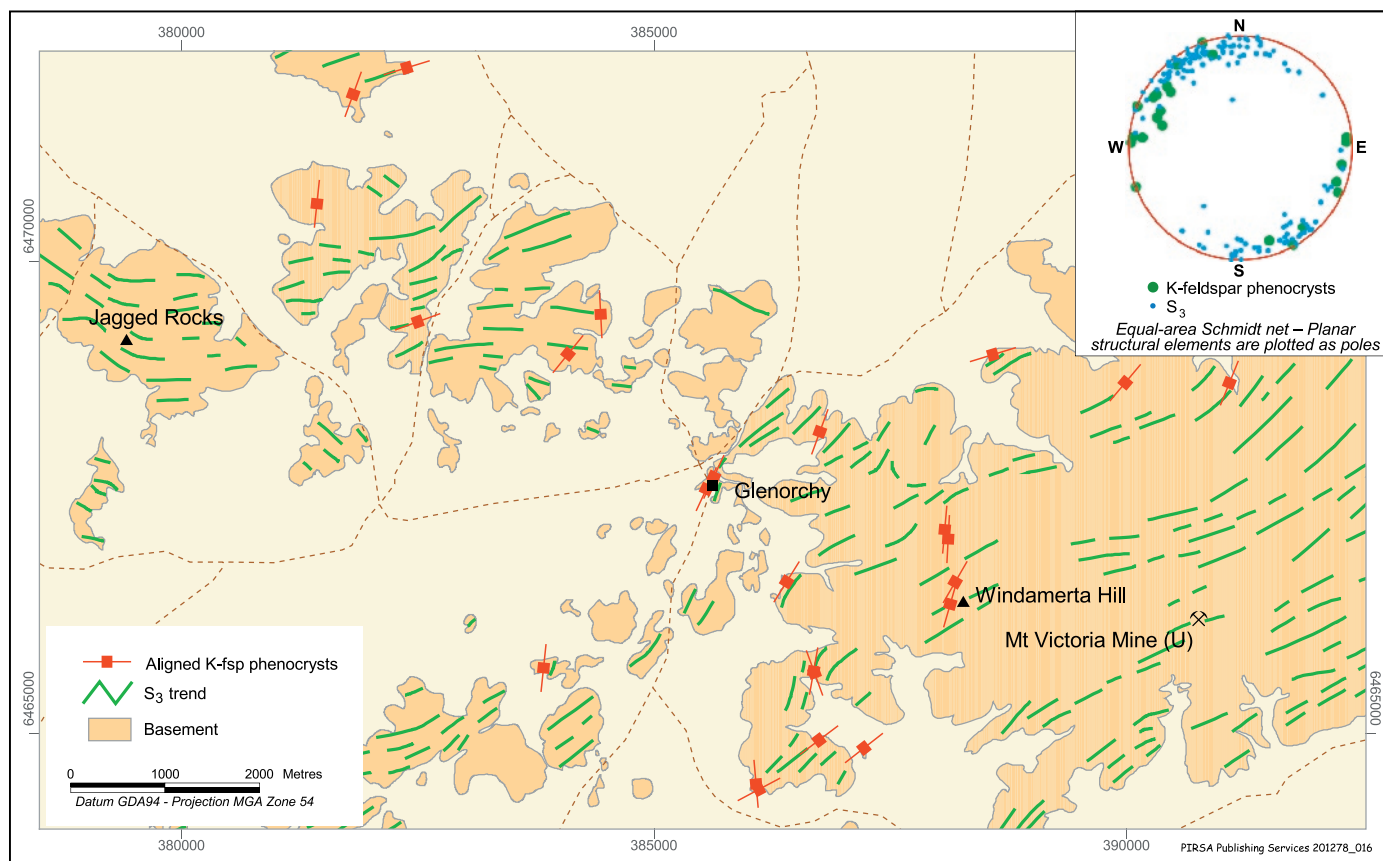 380000
385000
N
W
E
S
K-feldspar phenocrysts
S3
Equal-area Schmidt net – Planar
structural elements are plotted as poles
6470000
Jagged Rocks
Glenorchy
Windamerta Hill
Mt Victoria Mine (U)
Aligned K-fsp phenocrysts
S3 trend
Basement
0 1000 2000 Metres
Datum GDA94 - Projection MGA Zone 54
6465000
6465000
380000
385000
390000
PIRSA Publishing Services 201278_016